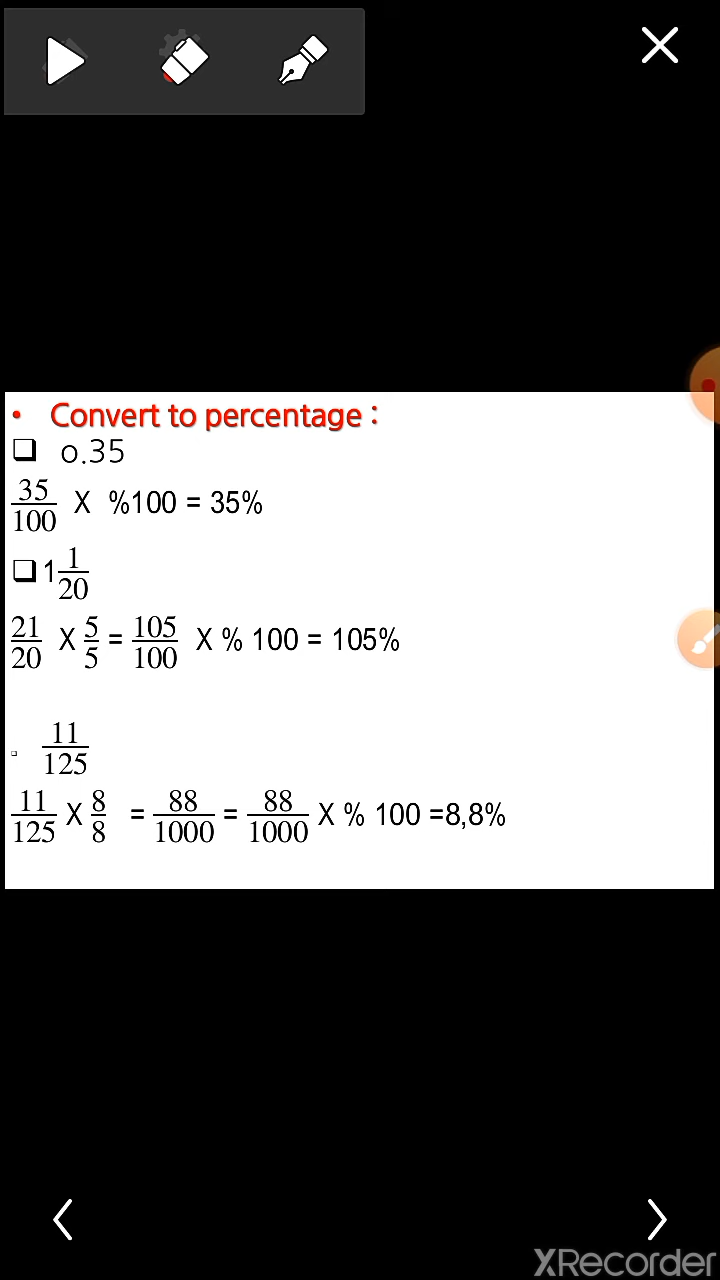 • Convert to percentage :
❑ o.35
35/100 X %100 = 35%
❑ 1 1/20
21/20 X 5/5 = 105/100 X % 100 = 105%
▫ 11/125
11/125 X 8/8 = 88/1000 = 88/1000 X % 100 =8,8%
XRecorder